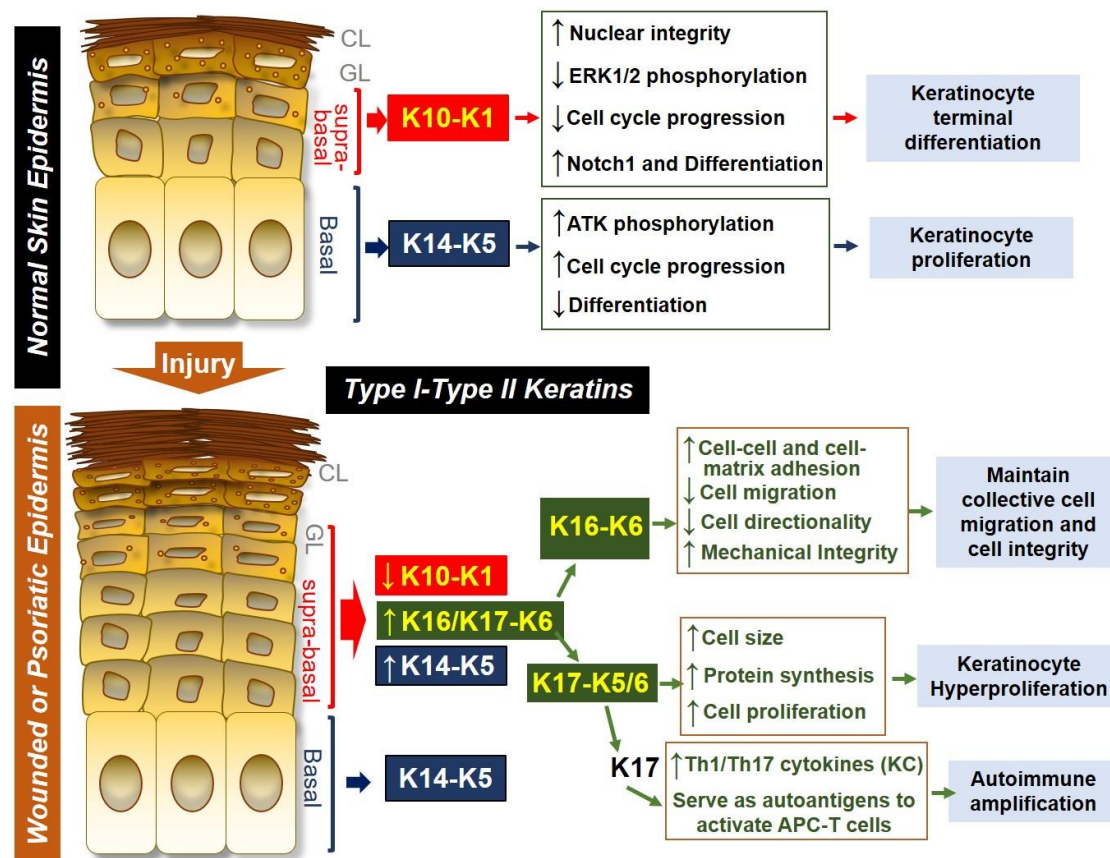 Normal Skin Epidermis
CL
GL
supra-
basal
Basal
K10-K1
↑ Nuclear integrity
↓ ERK1/2 phosphorylation
↓ Cell cycle progression
↑ Notch1 and Differentiation
Keratinocyte
terminal
differentiation
K14-K5
↑ ATK phosphorylation
↑ Cell cycle progression
↓ Differentiation
Keratinocyte
proliferation
Injury
Type I-Type II Keratins
Wounded or Psoriatic Epidermis
CL
GL
supra-basal
Basal
↓ K10-K1
↑ K16/K17-K6
↑ K14-K5
K14-K5
K16-K6
↑ Cell-cell and cell-
matrix adhesion
↓ Cell migration
↓ Cell directionality
↑ Mechanical Integrity
Maintain
collective cell
migration and
cell integrity
K17-K5/6
↑ Cell size
↑ Protein synthesis
↑ Cell proliferation
Keratinocyte
Hyperproliferation
K17
↑ Th1/Th17 cytokines (KC)
Serve as autoantigens to
activate APC-T cells
Autoimmune
amplification